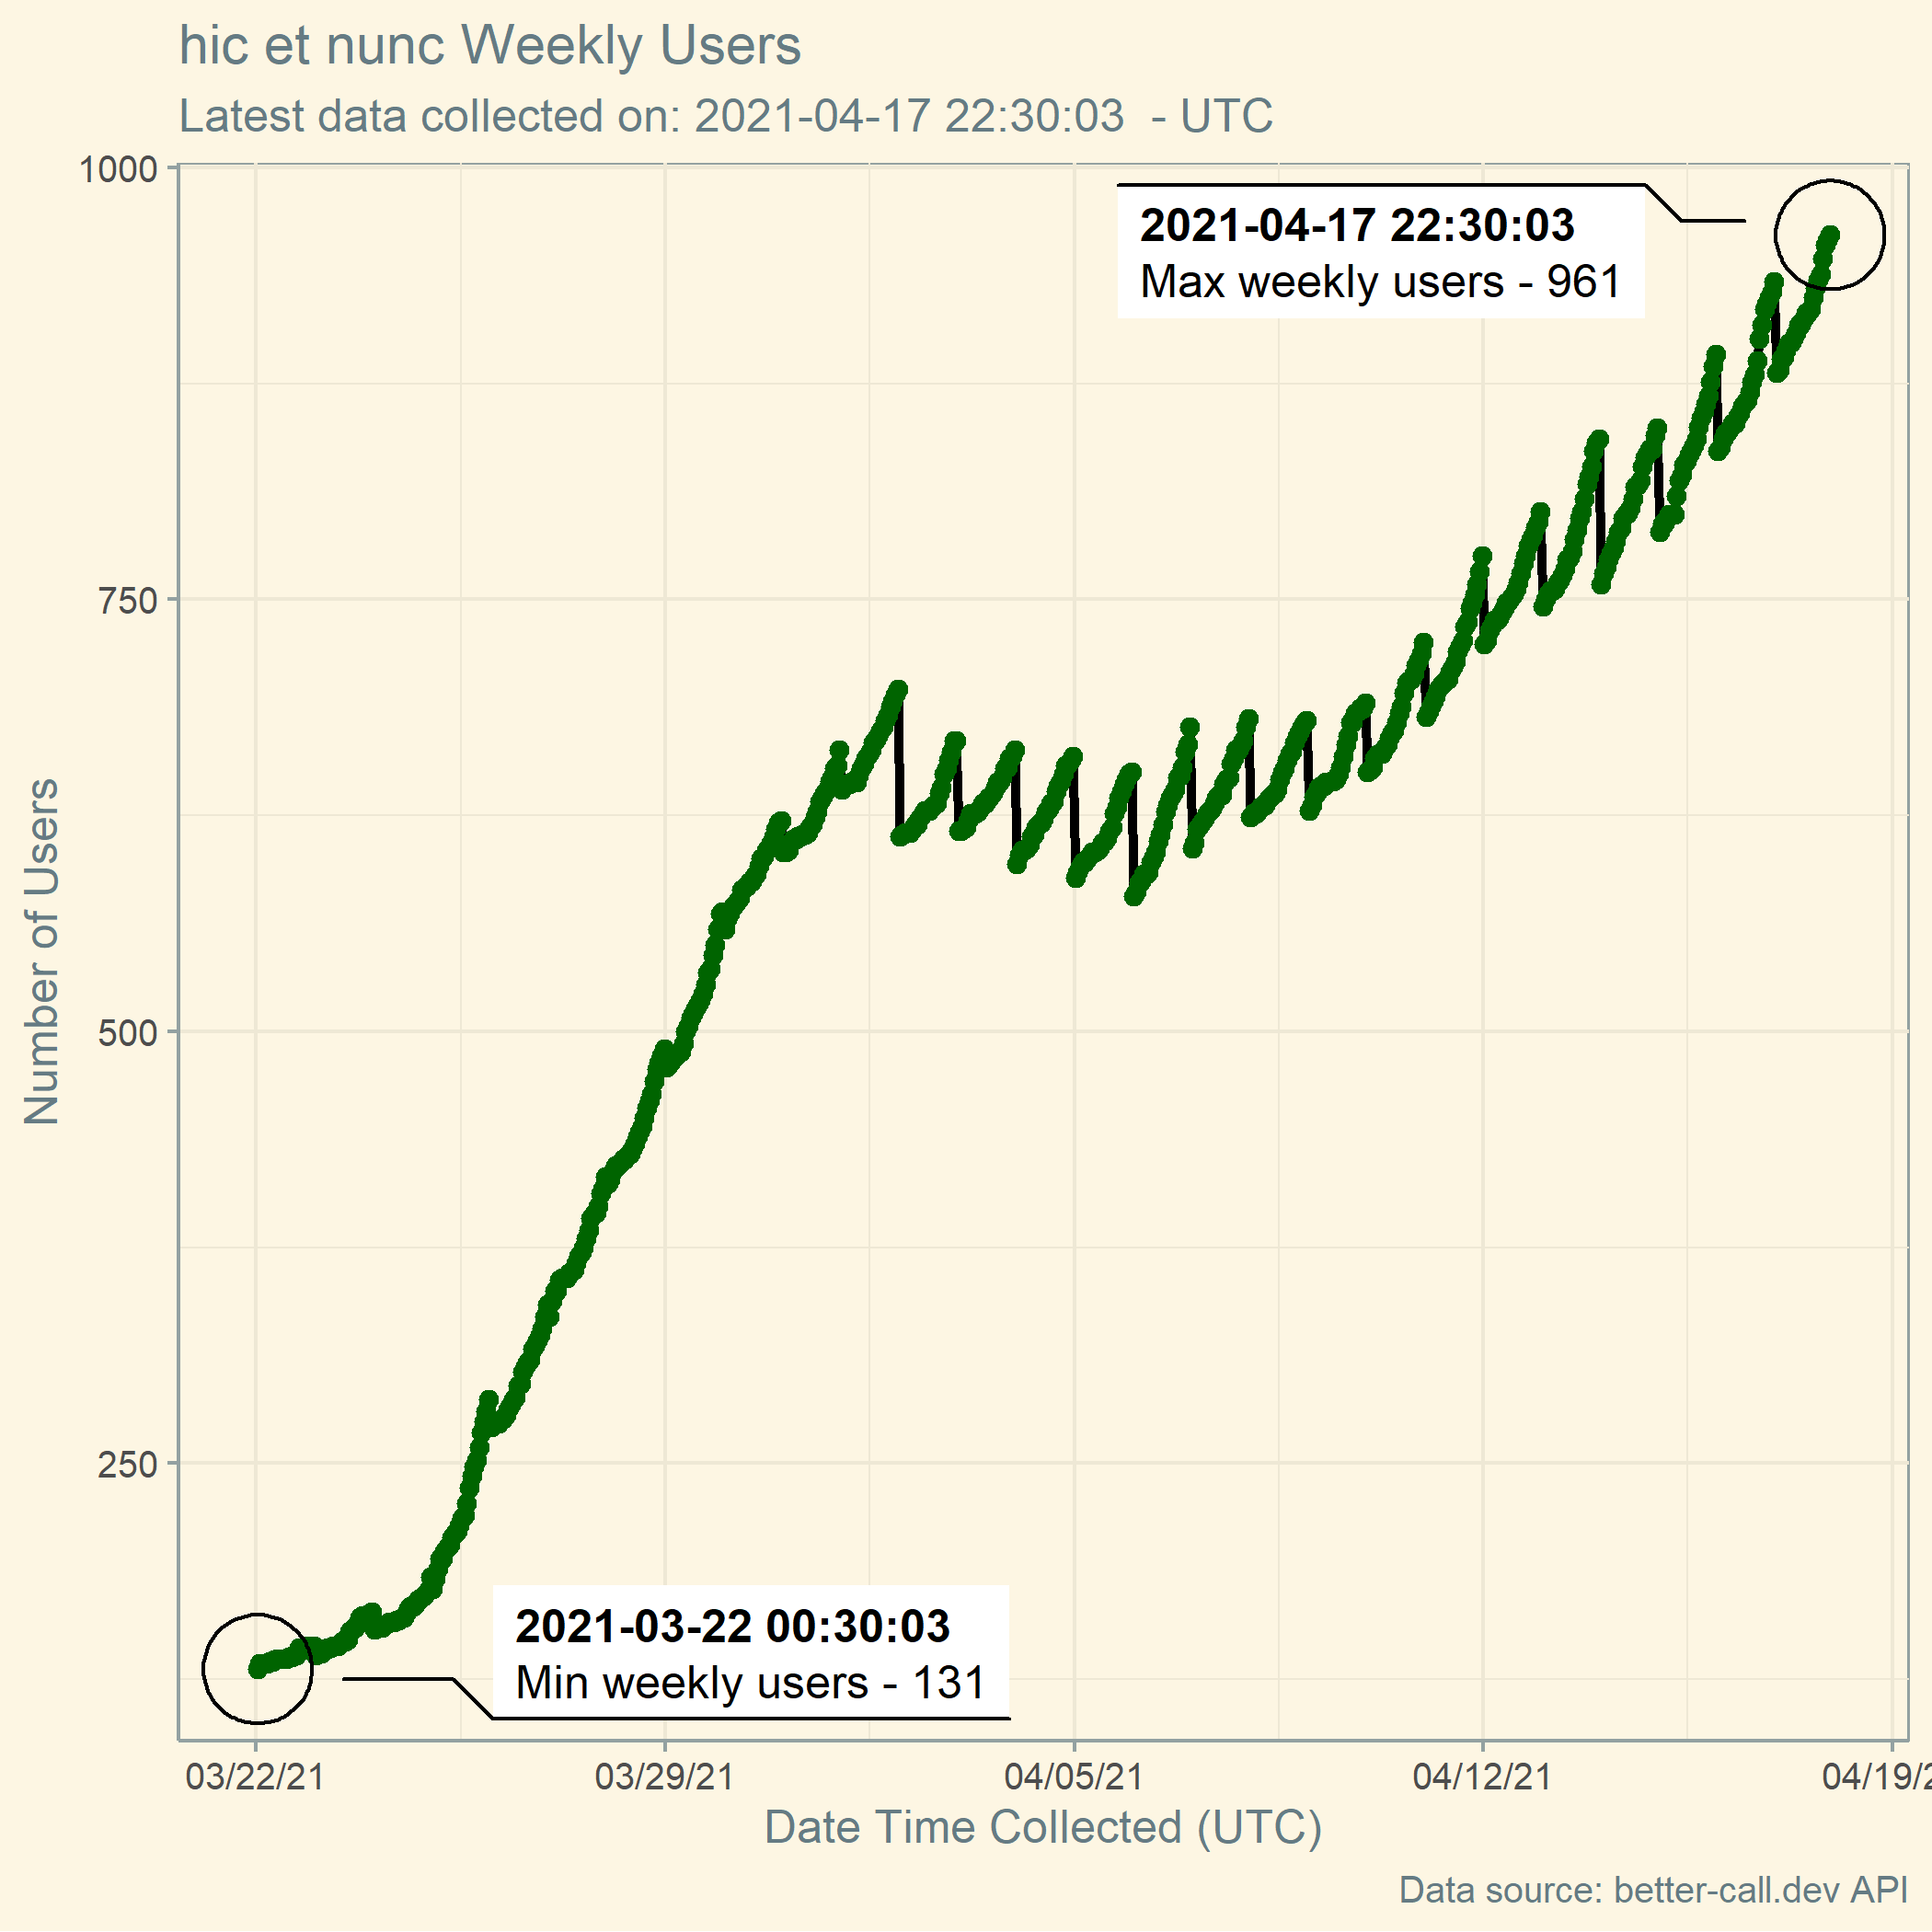 hic et nunc Weekly Users
Latest data collected on: 2021-04-17 22:30:03  - UTC
1000
2021-04-17 22:30:03
Max weekly users - 961
750
Number of Users
500
250
2021-03-22 00:30:03
Min weekly users - 131
03/22/21 03/29/21 04/05/21 04/12/21 04/19/2
Date Time Collected (UTC)
Data source: better-call.dev API